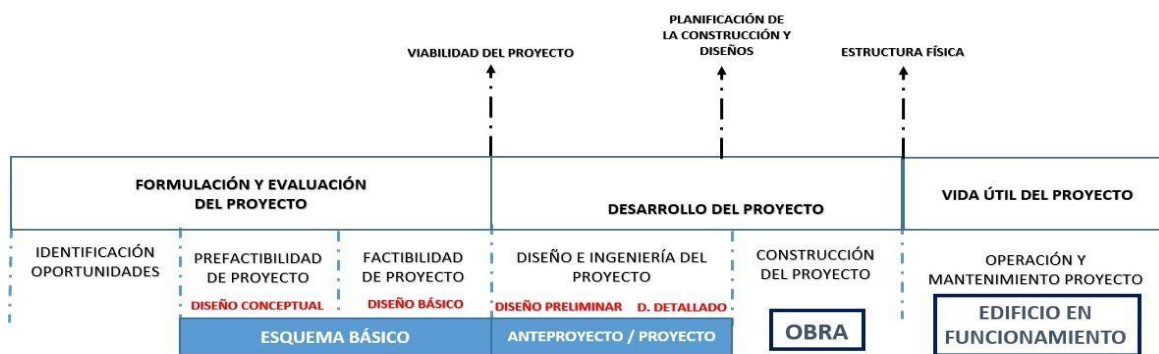 PLANIFICACIÓN DE
LA CONSTRUCCIÓN Y
DISEÑOS
VIABILIDAD DEL PROYECTO
ESTRUCTURA FÍSICA
FORMULACIÓN Y EVALUACIÓN
DEL PROYECTO
DESARROLLO DEL PROYECTO
VIDA ÚTIL DEL PROYECTO
IDENTIFICACIÓN
OPORTUNIDADES
PREFACTIBILIDAD
DE PROYECTO
DISEÑO CONCEPTUAL
FACTIBILIDAD
DE PROYECTO
DISEÑO BÁSICO
DISEÑO E INGENIERÍA DEL
PROYECTO
DISEÑO PRELIMINAR D. DETALLADO
CONSTRUCCIÓN
DEL PROYECTO
OPERACIÓN Y
MANTENIMIENTO PROYECTO
ESQUEMA BÁSICO
ANTEPROYECTO / PROYECTO
OBRA
EDIFICIO EN
FUNCIONAMIENTO